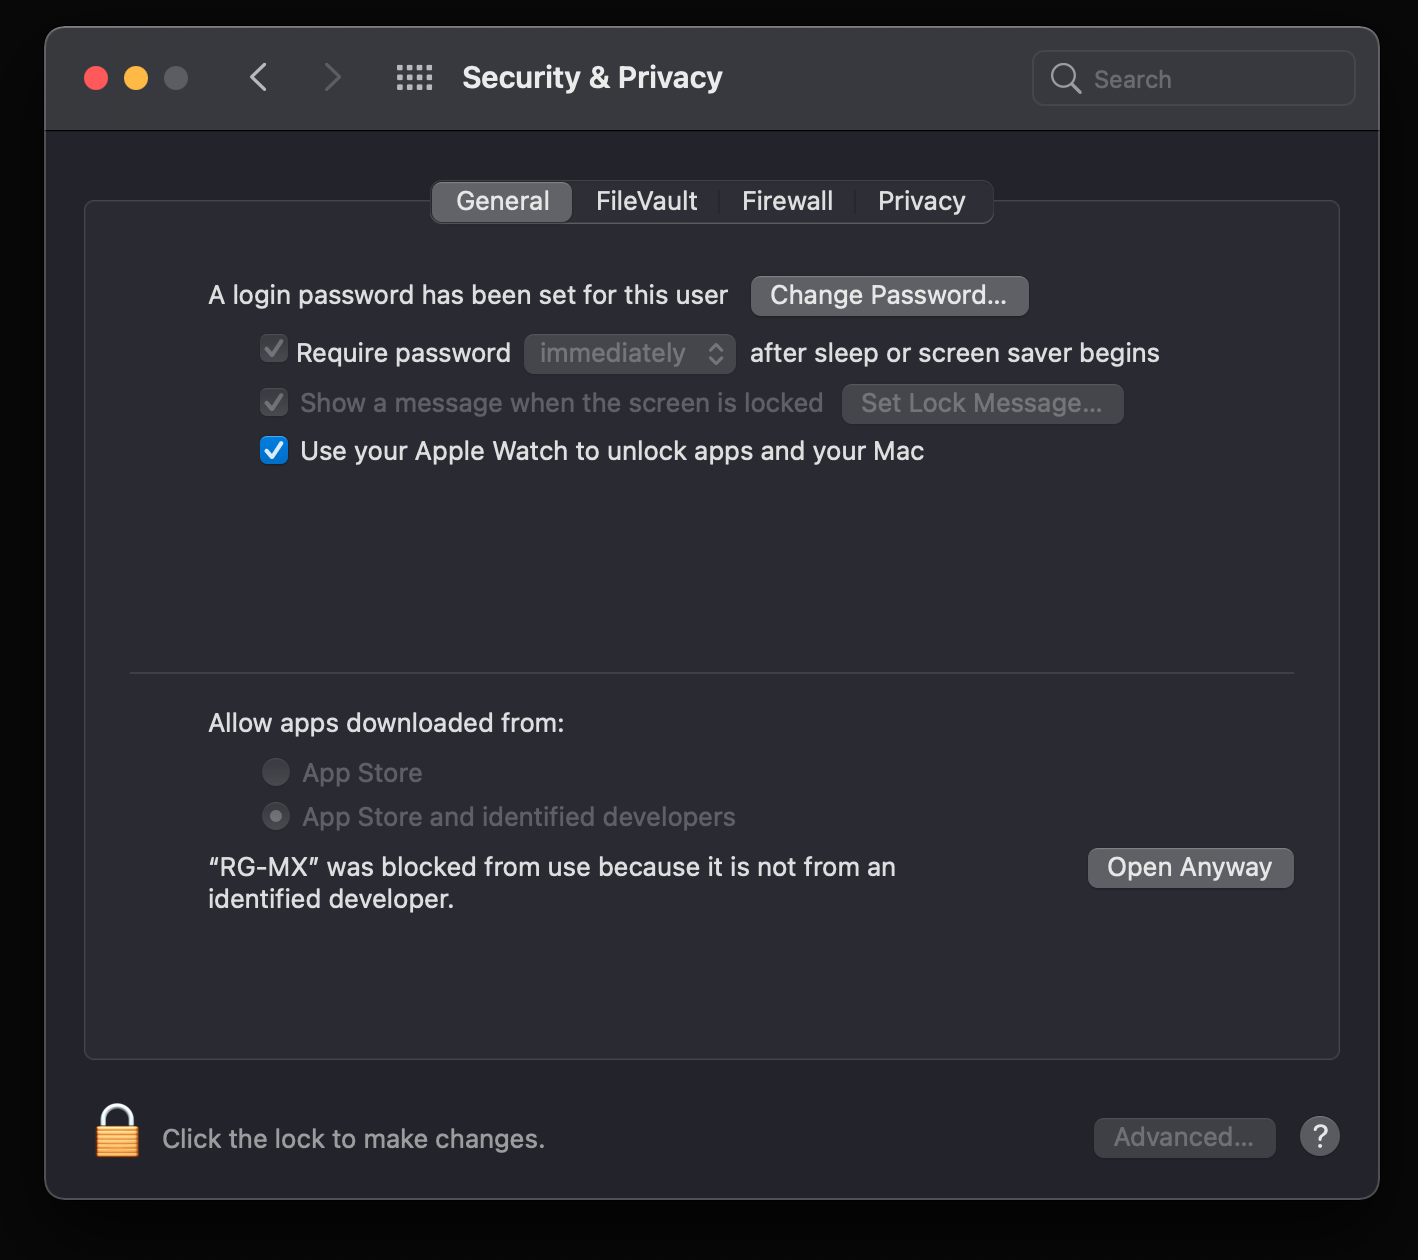 Security & Privacy
Search
General FileVault Firewall Privacy
A login password has been set for this user Change Password...
Require password immediately after sleep or screen saver begins
Show a message when the screen is locked Set Lock Message...
Use your Apple Watch to unlock apps and your Mac
Allow apps downloaded from:
App Store
App Store and identified developers
“RG-MX” was blocked from use because it is not from an Open Anyway
identified developer.
Click the lock to make changes. Advanced... ?